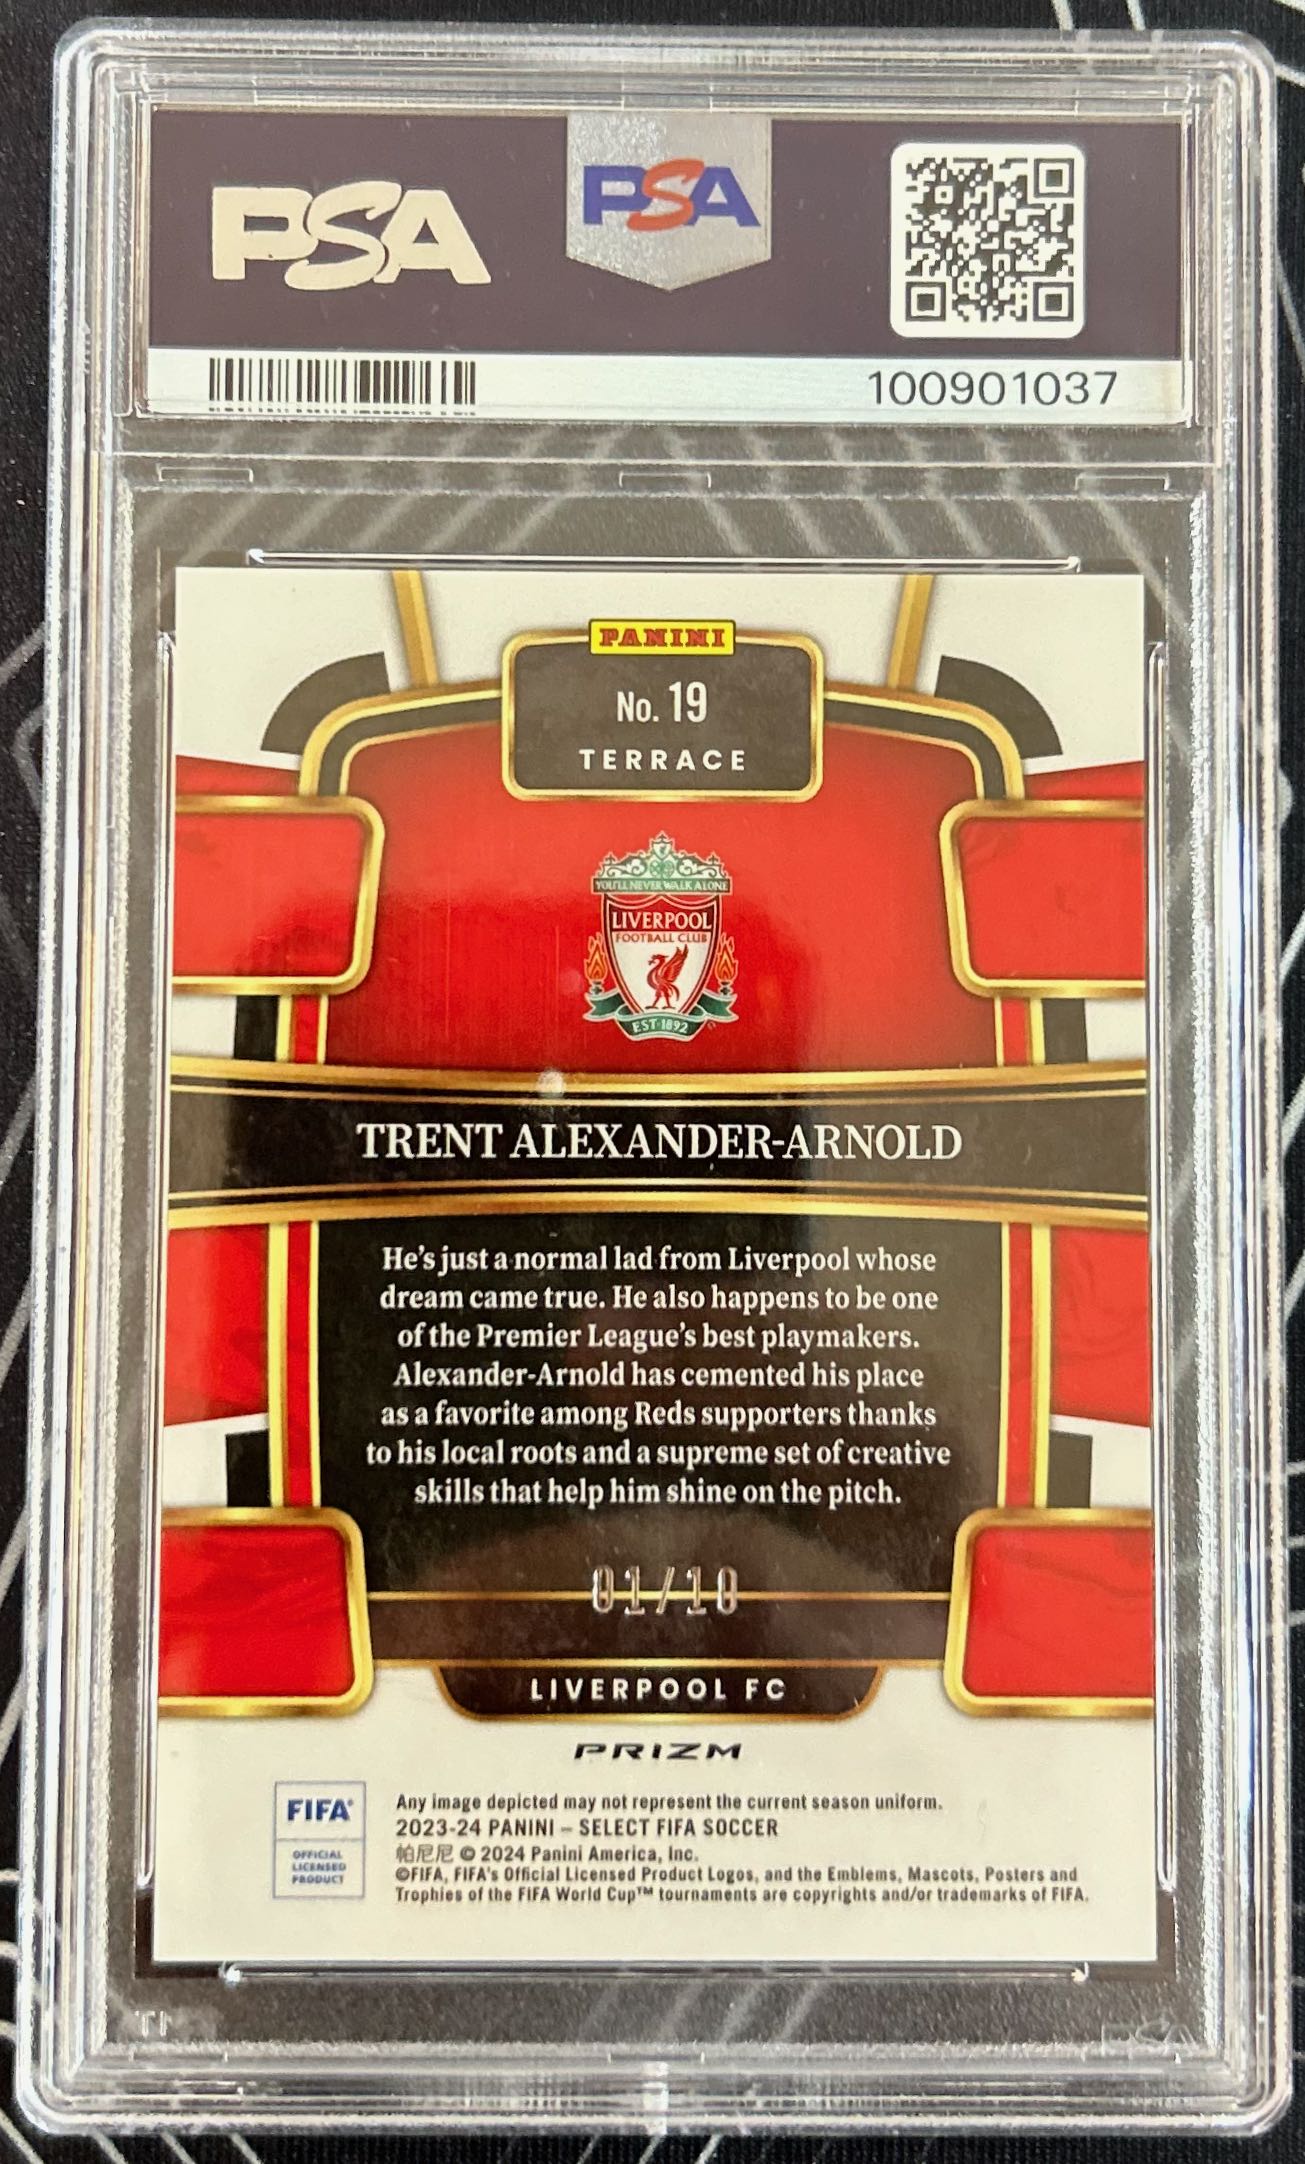 PSA
PSA
100901037
PANINI
No. 19
TERRACE
YOU'LL NEVER WALK ALONE
LIVERPOOL
FOOTBALL CLUB
EST·1892
TRENT ALEXANDER-ARNOLD
He's just a normal lad from Liverpool whose
dream came true. He also happens to be one
of the Premier League's best playmakers.
Alexander-Arnold has cemented his place
as a favorite among Reds supporters thanks
to his local roots and a supreme set of creative
skills that help him shine on the pitch.
01/10
LIVERPOOL FC
PRIZM
FIFA®
OFFICIAL
LICENSED
PRODUCT
Any image depicted may not represent the current season uniform.
2023-24 PANINI – SELECT FIFA SOCCER
帕尼尼 © 2024 Panini America, Inc.
©FIFA, FIFA's Official Licensed Product Logos, and the Emblems, Mascots, Posters and
Trophies of the FIFA World Cup™ tournaments are copyrights and/or trademarks of FIFA.
PSA